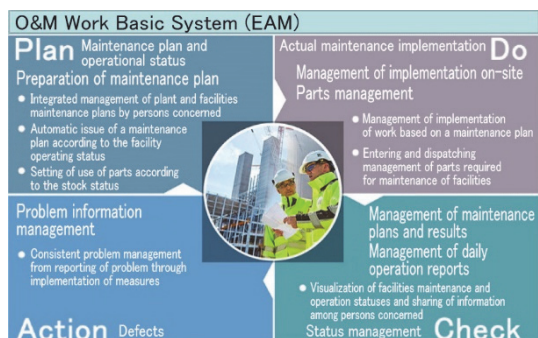 O&M Work Basic System (EAM)
Plan Maintenance plan and
operational status
Preparation of maintenance plan
● Integrated management of plant and facilities
maintenance plans by persons concerned
● Automatic issue of a maintenance
plan according to the facility
operating status
● Setting of use of parts according
to the stock status
Actual maintenance implementation Do
Management of implementation on-site
Parts management
● Management of implementation
of work based on a maintenance plan
● Entering and dispatching
management of parts required
for maintenance of facilities
Problem information
management
● Consistent problem management
from reporting of problem through
implementation of measures
Action Defects
Management of maintenance
plans and results
Management of daily
operation reports
● Visualization of facilities maintenance and
operation statuses and sharing of information
among persons concerned
Status management Check